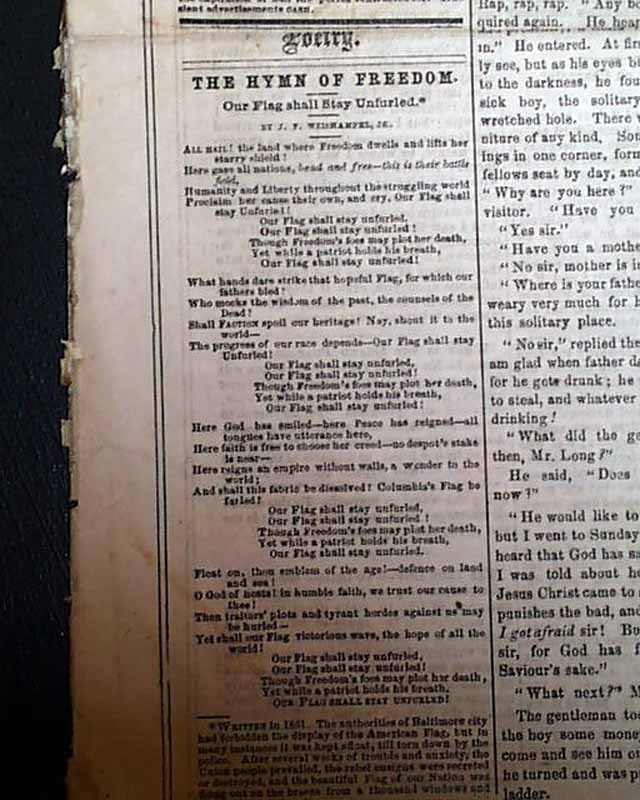 sient advertisements cash.
Poetry.
THE HYMN OF FREEDOM.
Our Flag shall Stay Unfurled.*
BY J. F. WEISHAMPEL, JR.
ALL HAIL! the land where Freedom dwells and lifts her
starry shield!
Here gave all nations, head and free—this is their battle
field,
Humanity and Liberty throughout the struggling world
Proclaim her cause their own, and cry, Our Flag shall
stay Unfurled!
Our Flag shall stay unfurled,
Our Flag shall stay unfurled!
Though Freedom's foes may plot her death,
Yet while a patriot holds his breath,
Our Flag shall stay unfurled!
What hands dare strike that hopeful Flag, for which our
fathers bled?
Who mocks the wisdom of the past, the counsels of the
Dead?
Shall FACTION spoil our heritage? Nay, shout it to the
world—
The progress of our race depends—Our Flag shall stay
Unfurled!
Our Flag shall stay unfurled,
Our Flag shall stay unfurled!
Though Freedom's foes may plot her death,
Yet while a patriot holds his breath,
Our Flag shall stay unfurled!
Here God has smiled—here Peace has reigned—all
tongues have utterance here,
Here faith is free to choose her creed—no despot's stake
is near—
Here reigns an empire without walls, a wonder to the
world;
And shall this fabric be dissolved? Columbia's Flag be
furled?
Our Flag shall stay unfurled,
Our Flag shall stay unfurled!
Though Freedom's foes may plot her death,
Yet while a patriot holds his breath,
Our Flag shall stay unfurled.
Float on, thou emblem of the age!—defence on land
and sea!
O God of hosts! in humble faith, we trust our cause to
thee!
Then traitors' plots and tyrant hordes against us may
be hurled—
Yet shall our Flag victorious wave, the hope of all the
world!
Our Flag shall stay unfurled,
Our Flag shall stay unfurled!
Though Freedom's foes may plot her death,
Yet while a patriot holds his breath,
OUR FLAG SHALL STAY UNFURLED!
*WRITTEN in 1861. The authorities of Baltimore city
had forbidden the display of the American Flag, but in
many instances it was kept afloat, till torn down by the
police. After several weeks of trouble and anxiety, the
Union people prevailed, the rebel ensigns were secreted
or destroyed, and the beautiful Flag of our Nation was
flung out on the breeze from a thousand windows and
Rap, rap, rap. "Any bo
quired again. He heap
in." He entered. At fir
ly see, but as his eyes b
to the darkness, he fou
sick boy, the solitary
wretched hole. There w
niture of any kind. Som
ings in one corner, form
fellows seat by day, and
"Why are you here?"
visitor. "Have you
"Yes sir."
"Have you a mothe
"No sir, mother is i
"Where is your fathe
weary very much for h
this solitary place.
"No sir," replied the
am glad when father da
for he gets drunk; he
to steal, and whatever
drinking!
"What did the ge
then, Mr. Long?"
He said, "Does
now?"
"He would like to
but I went to Sunday
heard that God has sa
I was told about he
Jesus Christ came to
punishes the bad, and
I got afraid sir! Bu
sir, for God has f
Saviour's sake."
"What next?" M
The gentleman to
the boy some money
come and see him o
he turned and was p
ladder.